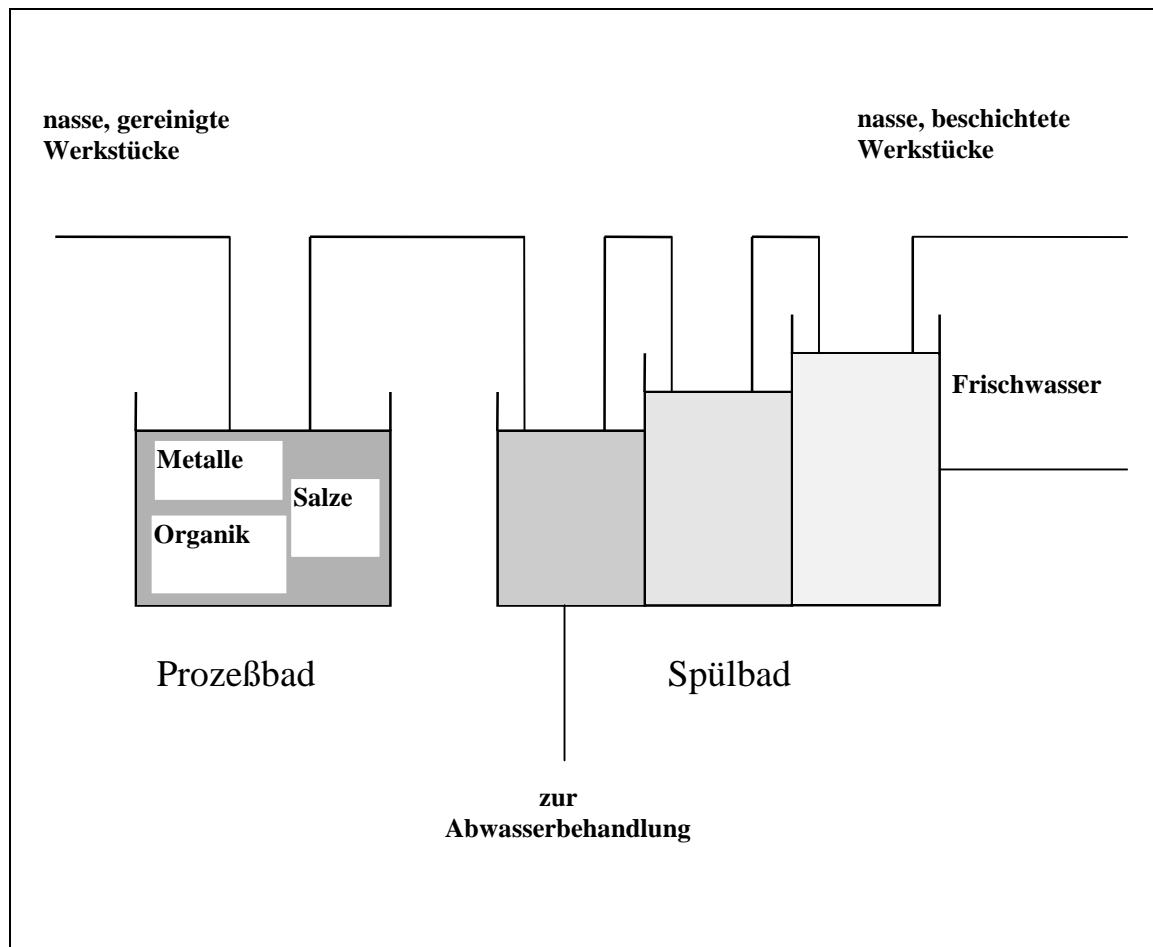 nasse, gereinigte
Werkstücke
nasse, beschichtete
Werkstücke
Frischwasser
Metalle
Salze
Organik
Prozeßbad
Spülbad
zur
Abwasserbehandlung